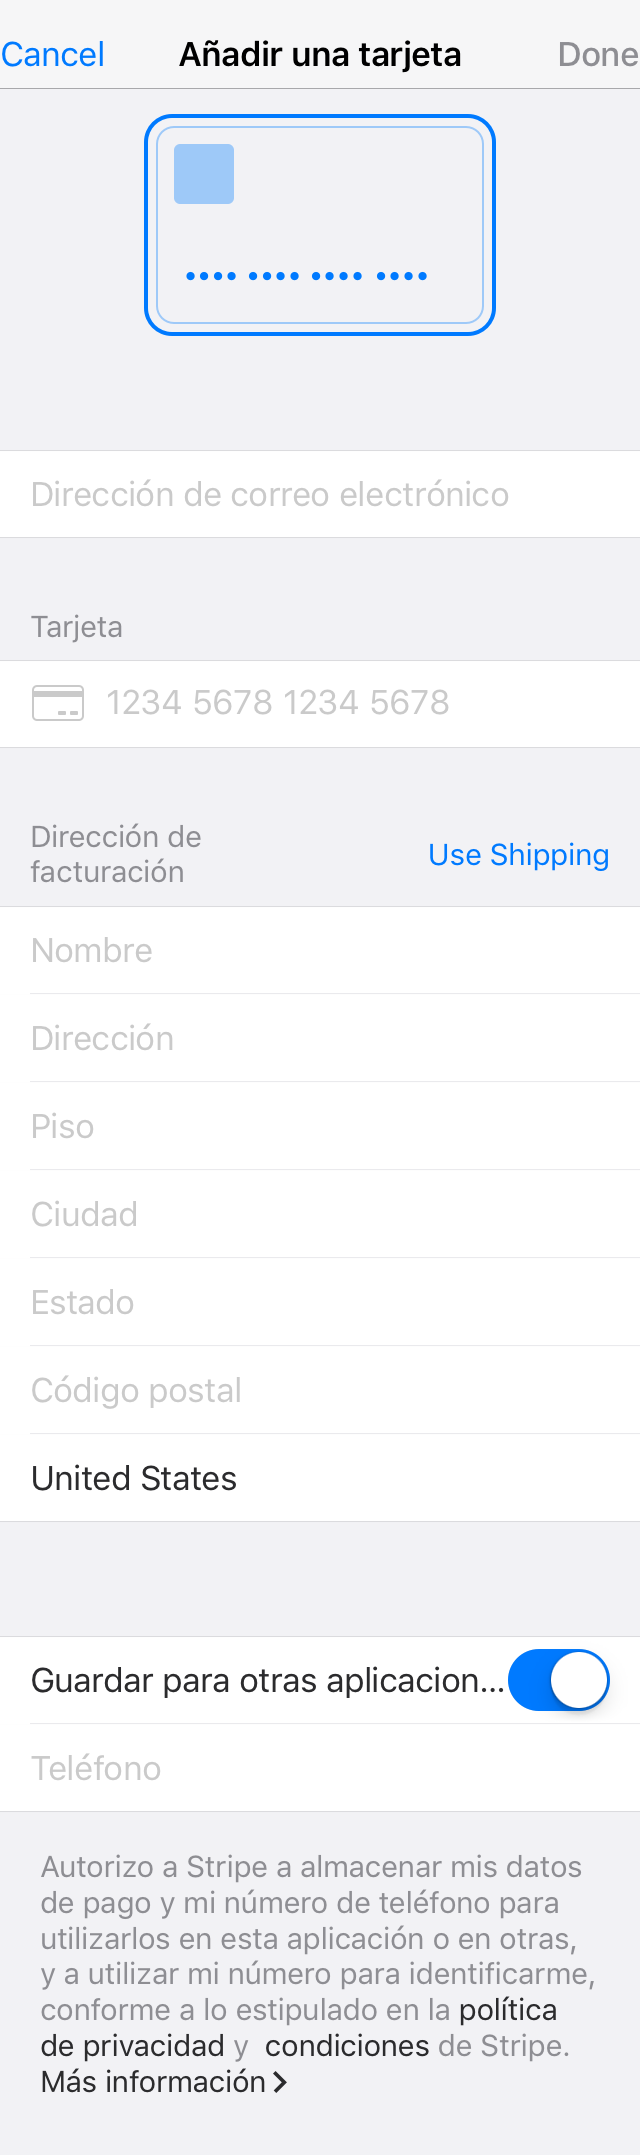 Cancel Añadir una tarjeta Done
•••• •••• •••• ••••
Dirección de correo electrónico
Tarjeta
1234 5678 1234 5678
Dirección de
facturación
Use Shipping
Nombre
Dirección
Piso
Ciudad
Estado
Código postal
United States
Guardar para otras aplicacion...
Teléfono
Autorizo a Stripe a almacenar mis datos
de pago y mi número de teléfono para
utilizarlos en esta aplicación o en otras,
y a utilizar mi número para identificarme,
conforme a lo estipulado en la política
de privacidad y condiciones de Stripe.
Más información